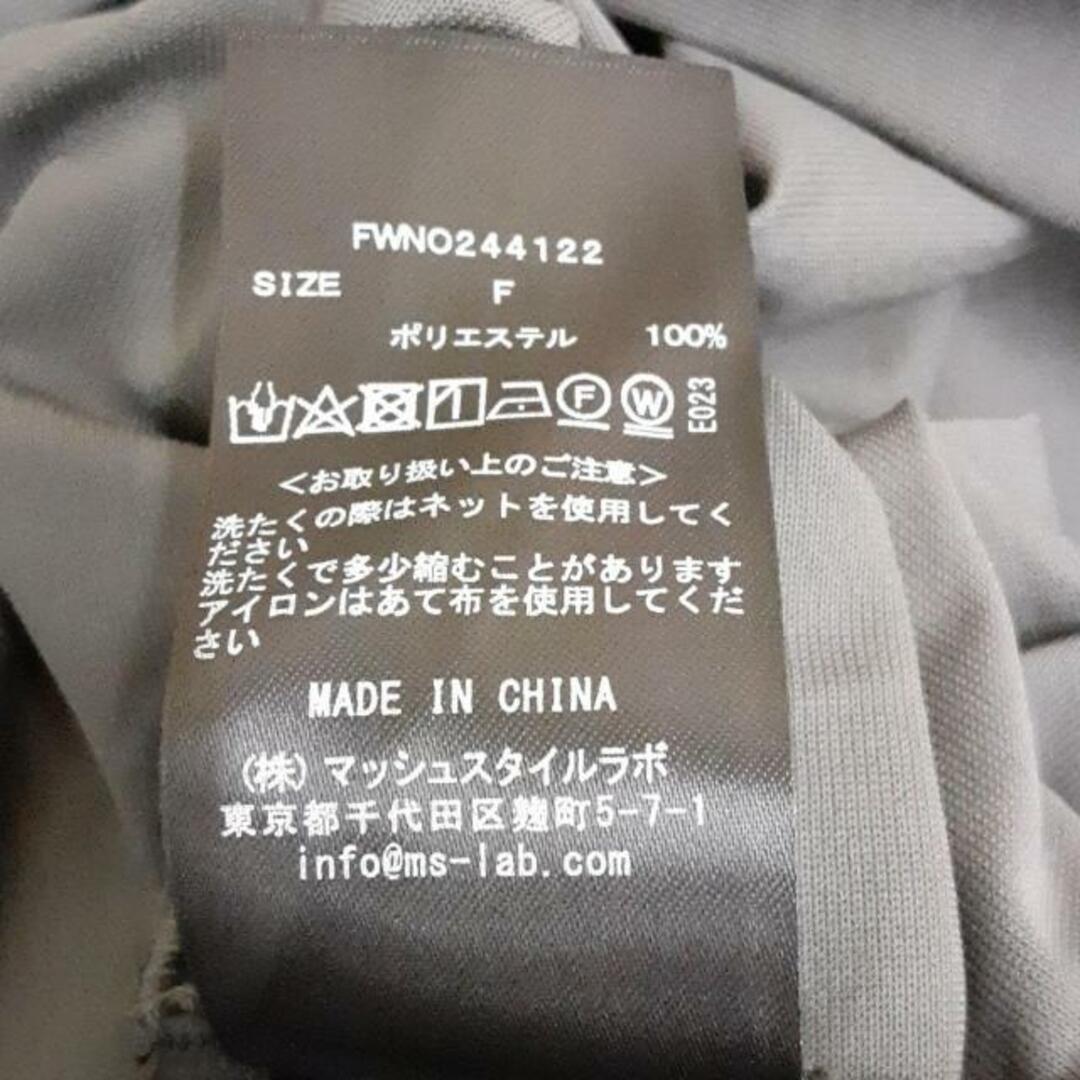 FWNO244122
SIZE F
ポリエステル 100%
F W E023
<お取り扱い上のご注意>
洗たくの際はネットを使用してく
ださい
洗たくで多少縮むことがあります
アイロンはあて布を使用してくだ
さい
MADE IN CHINA
(株)マッシュスタイルラボ
東京都千代田区麹町5-7-1
info@ms-lab.com